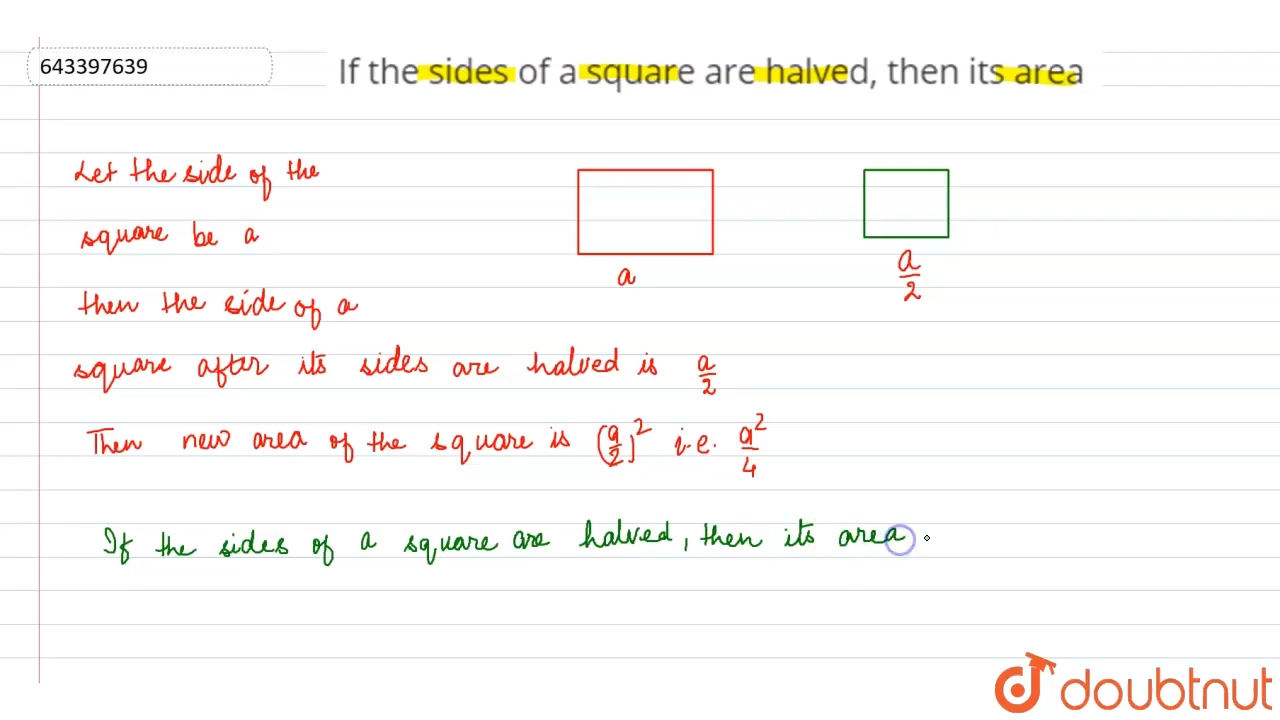 643397639
If the sides of a square are halved, then its area
Let the side of the
square be a
a
a/2
then the side of a
square after its sides are halved is a/2
Then new area of the square is (a/2)² i.e. a²/4
If the sides of a square are halved, then its area
doubtnut